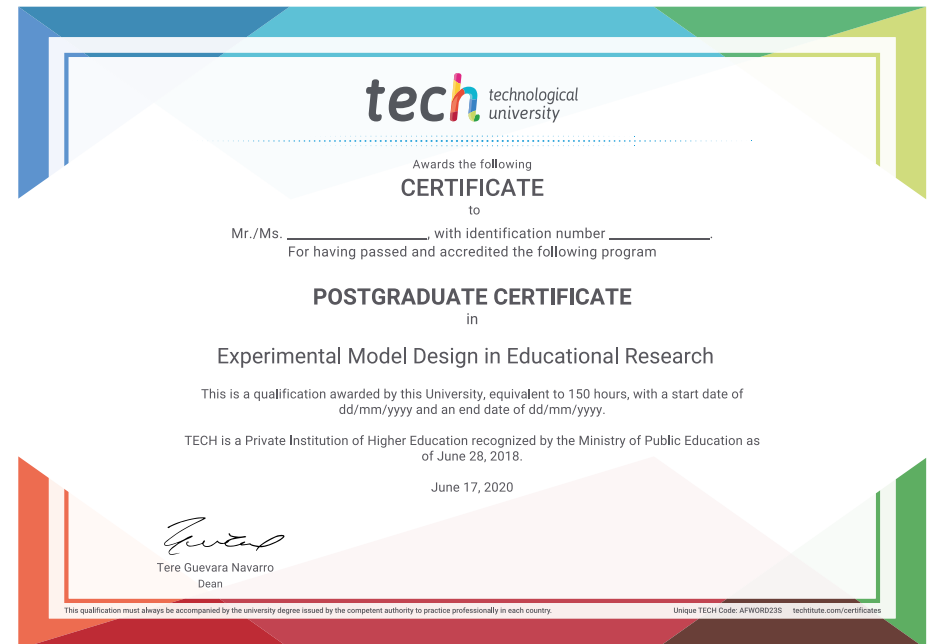 tech technological
university
Awards the following
CERTIFICATE
to
Mr./Ms. ____________________, with identification number ______________.
For having passed and accredited the following program
POSTGRADUATE CERTIFICATE
in
Experimental Model Design in Educational Research
This is a qualification awarded by this University, equivalent to 150 hours, with a start date of
dd/mm/yyyy and an end date of dd/mm/yyyy.
TECH is a Private Institution of Higher Education recognized by the Ministry of Public Education as
of June 28, 2018.
June 17, 2020
Tere Guevara Navarro
Dean
This qualification must always be accompanied by the university degree issued by the competent authority to practice professionally in each country.
Unique TECH Code: AFWORD23S techtitute.com/certificates